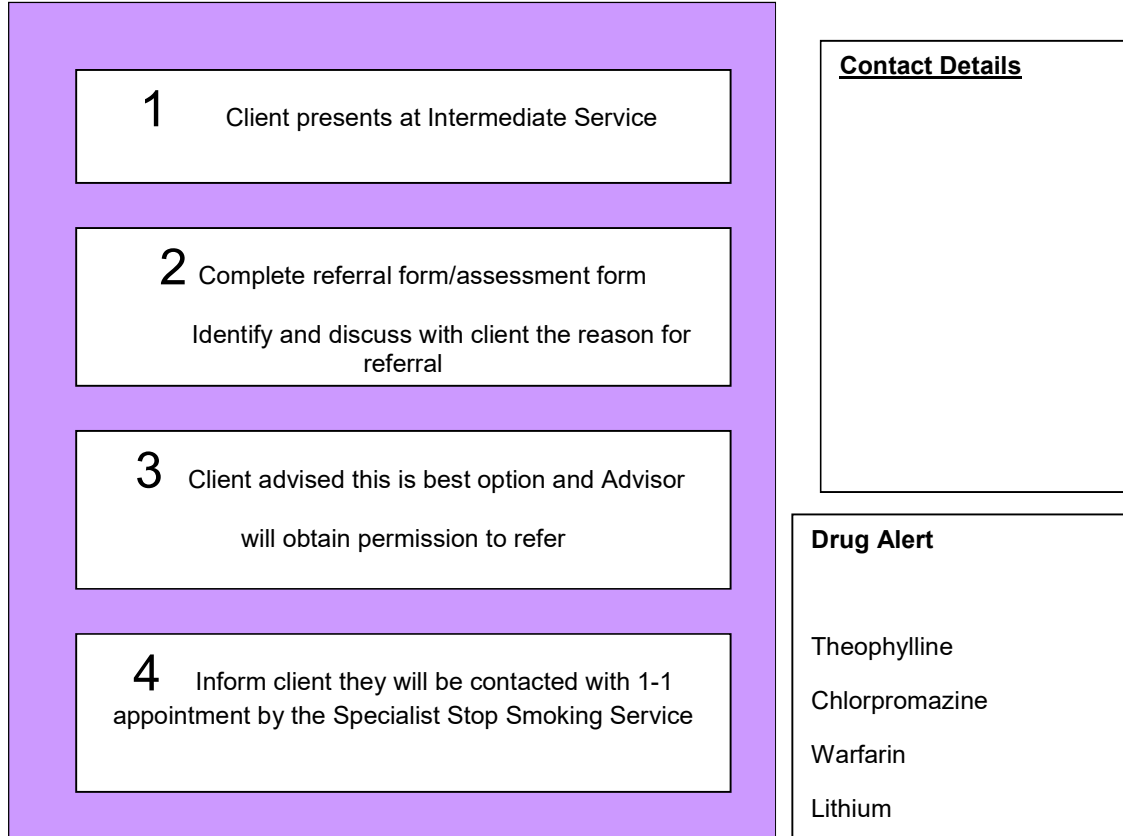 1 Client presents at Intermediate Service
2 Complete referral form/assessment form
Identify and discuss with client the reason for
referral
3 Client advised this is best option and Advisor
will obtain permission to refer
4 Inform client they will be contacted with 1-1
appointment by the Specialist Stop Smoking Service
Contact Details
Drug Alert
Theophylline
Chlorpromazine
Warfarin
Lithium